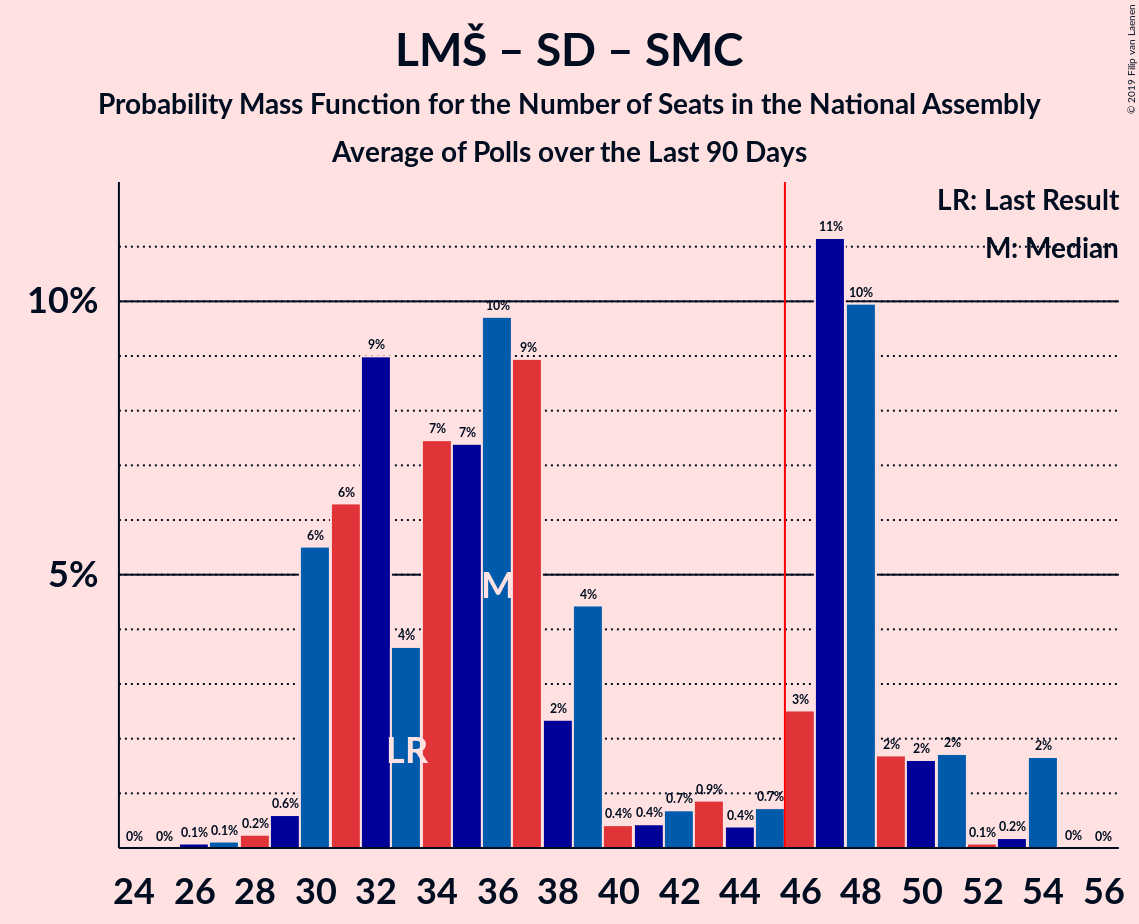 LMŠ – SD – SMC
Probability Mass Function for the Number of Seats in the National Assembly
Average of Polls over the Last 90 Days
© 2019 Filip van Laenen
LR: Last Result
M: Median
10%
5%
0% 0% 0.1% 0.1% 0.2% 0.6% 6% 6% 9% 4% 7% 7% 10% 9% 2% 4% 0.4% 0.4% 0.7% 0.9% 0.4% 0.7% 3% 11% 10% 2% 2% 2% 0.1% 0.2% 2% 0% 0%
M
LR
24 26 28 30 32 34 36 38 40 42 44 46 48 50 52 54 56